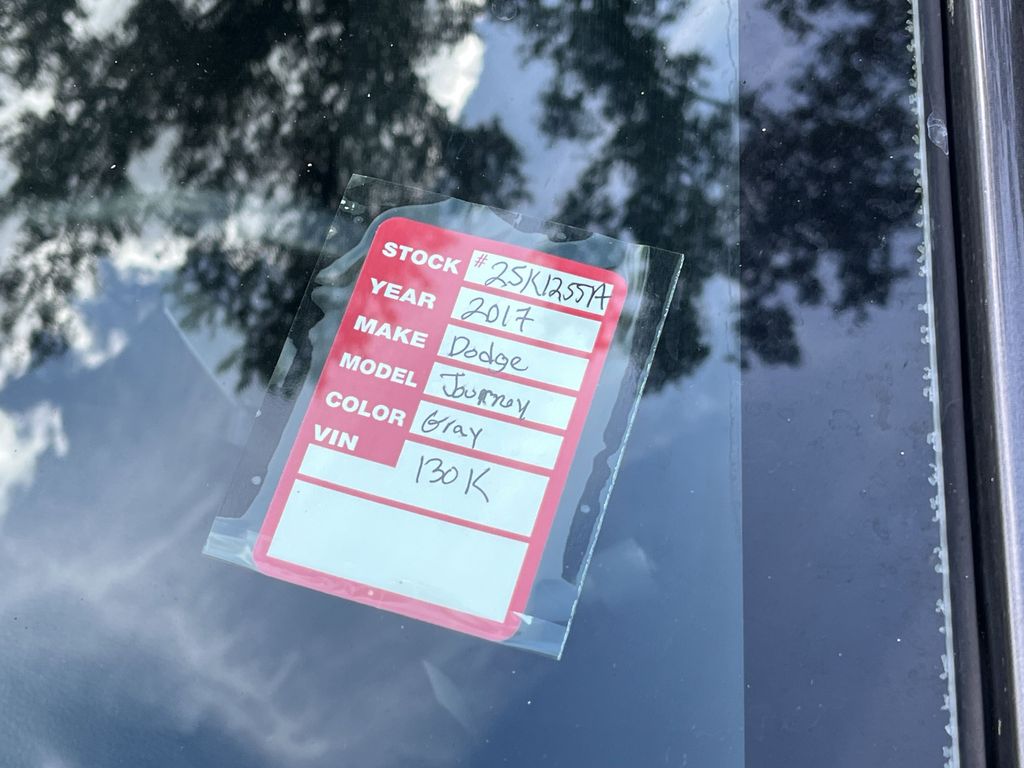 STOCK # 25K1255A
YEAR 2017
MAKE Dodge
MODEL Journey
COLOR Gray
VIN 130K